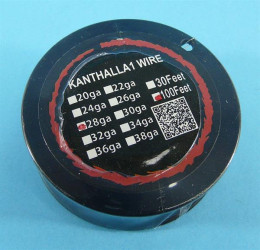 KANTHALLA1 WIRE
20ga 22ga 30Feet
24ga 26ga 100Feet
28ga 30ga
32ga 34ga
36ga 38ga